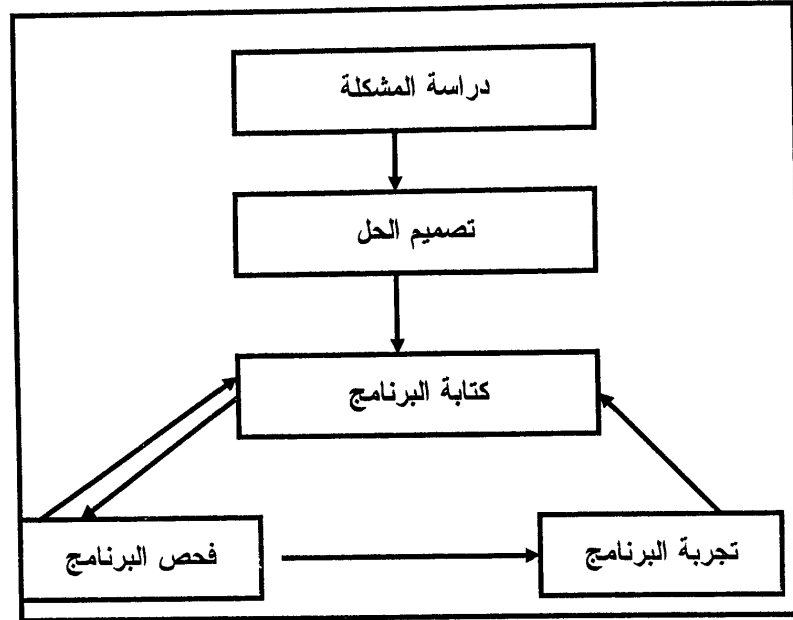 دراسة المشكلة
تصميم الحل
كتابة البرنامج
تجربة البرنامج
فحص البرنامج